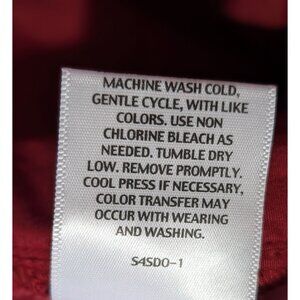 MACHINE WASH COLD,
GENTLE CYCLE, WITH LIKE
COLORS. USE NON
CHLORINE BLEACH AS
NEEDED. TUMBLE DRY
LOW. REMOVE PROMPTLY.
COOL PRESS IF NECESSARY,
COLOR TRANSFER MAY
OCCUR WITH WEARING
AND WASHING.
S4SDO-1